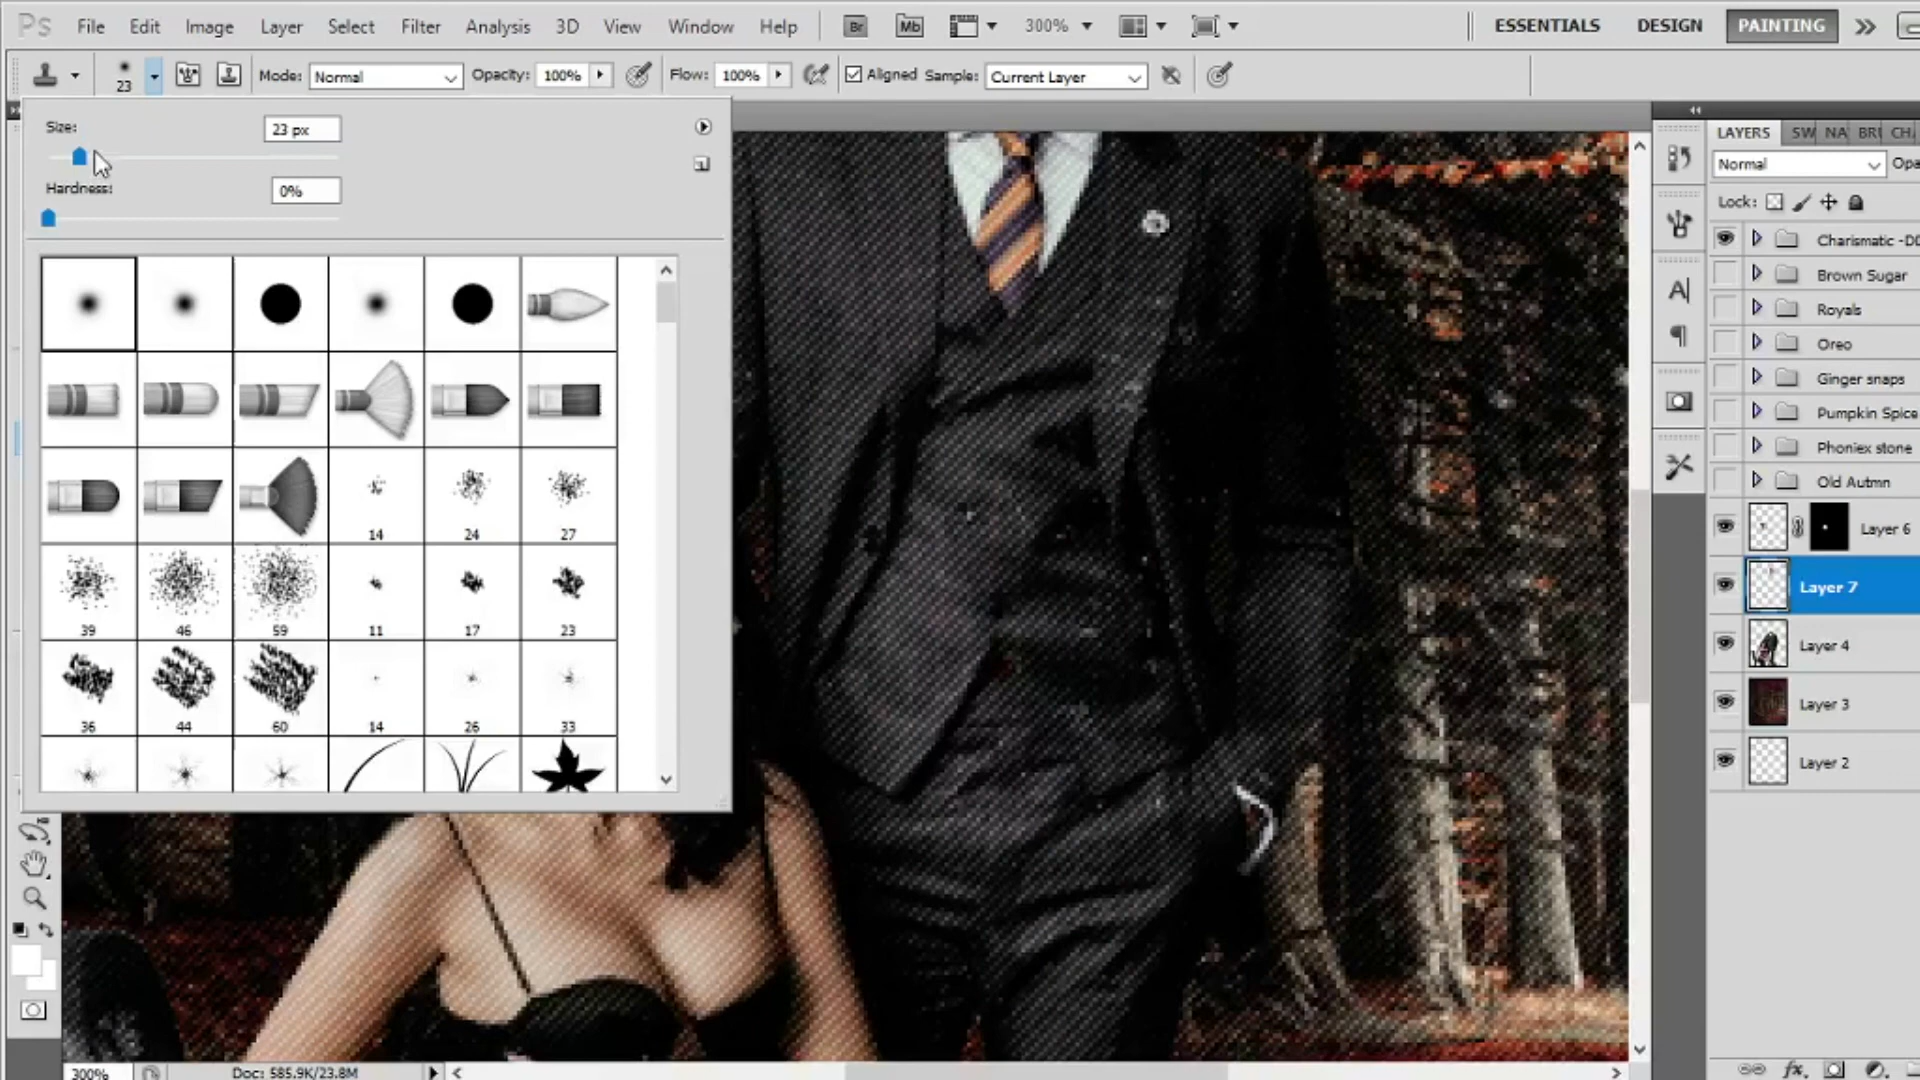 Ps File Edit Image Layer Select Filter Analysis 3D View Window Help Br Mb 300% ESSENTIALS DESIGN PAINTING
23 Mode: Normal Opacity: 100% Flow: 100% Aligned Sample: Current Layer
Size: 23 px
Hardness: 0%
14 24 27
39 46 59 11 17 23
36 44 60 14 26 33
LAYERS SW NA BRI CH
Normal Opa
Lock:
Charismatic -DD
Brown Sugar
Royals
Oreo
Ginger snaps
Pumpkin Spice
Phoniex stone
Old Autmn
Layer 6
Layer 7
Layer 4
Layer 3
Layer 2
300% Doc: 585.9K/23.8M
fx.